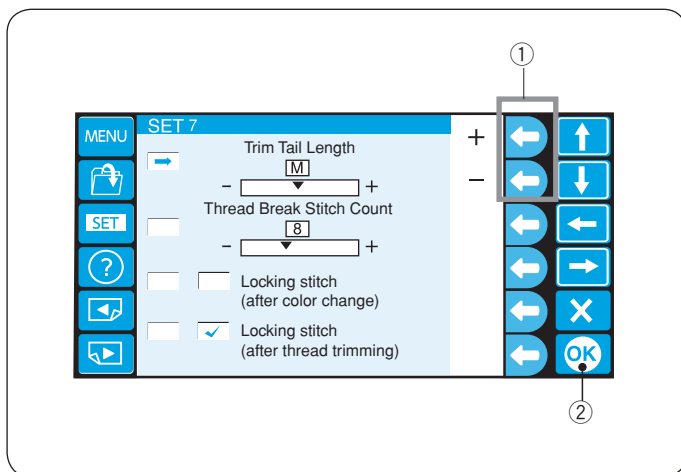 ①
MENU
SET 7
+
Trim Tail Length
M
- +
−
SET
Thread Break Stitch Count
8
- +
?
Locking stitch
(after color change)
Locking stitch
(after thread trimming)
X
OK
②